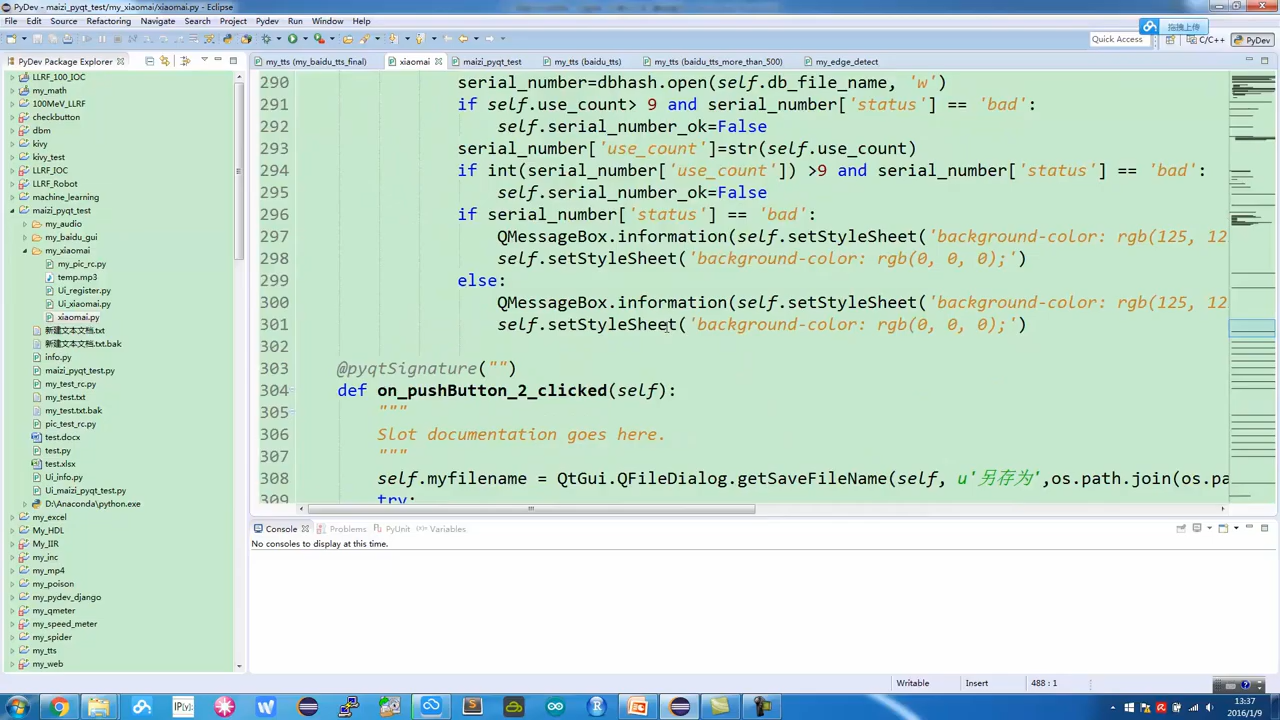 PyDev - maizi_pyqt_test/my_xiaomai/xiaomai.py - Eclipse
File Edit Source Refactoring Navigate Search Project Pydev Run Window Help
拖拽上传
Quick Access
C/C++
PyDev
PyDev Package Explorer
my_tts (my_baidu_tts_final)
xiaomai
maizi_pyqt_test
my_tts (baidu_tts)
my_tts (baidu_tts_more_than_500)
my_edge_detect
LLRF_100_IOC
my_math
100MeV_LLRF
checkbutton
dbm
kivy
kivy_test
LLRF_IOC
LLRF_Robot
machine_learning
maizi_pyqt_test
my_audio
my_baidu_gui
my_xiaomai
my_pic_rc.py
temp.mp3
Ui_register.py
Ui_xiaomai.py
xiaomai.py
新建文本文档.txt
新建文本文档.txt.bak
info.py
maizi_pyqt_test.py
my_test_rc.py
my_test.txt
my_test.txt.bak
pic_test_rc.py
test.docx
test.py
test.xlsx
Ui_info.py
Ui_maizi_pyqt_test.py
D:\Anaconda\python.exe
my_excel
My_HDL
My_IIR
my_inc
my_mp4
my_poison
my_pydev_django
my_qmeter
my_speed_meter
my_spider
my_tts
my_web
290 serial_number=dbhash.open(self.db_file_name, 'w')
291 if self.use_count> 9 and serial_number['status'] == 'bad':
292 self.serial_number_ok=False
293 serial_number['use_count']=str(self.use_count)
294 if int(serial_number['use_count']) >9 and serial_number['status'] == 'bad':
295 self.serial_number_ok=False
296 if serial_number['status'] == 'bad':
297 QMessageBox.information(self.setStyleSheet('background-color: rgb(125, 12
298 self.setStyleSheet('background-color: rgb(0, 0, 0);')
299 else:
300 QMessageBox.information(self.setStyleSheet('background-color: rgb(125, 12
301 self.setStyleSheet('background-color: rgb(0, 0, 0);')
302
303 @pyqtSignature("")
304 def on_pushButton_2_clicked(self):
305 """
306 Slot documentation goes here.
307 """
308 self.myfilename = QtGui.QFileDialog.getSaveFileName(self, u'另存为',os.path.join(os.pa
309 try:
Console
Problems
PyUnit
Variables
No consoles to display at this time.
Writable
Insert
488 : 1
13:37
2016/1/9